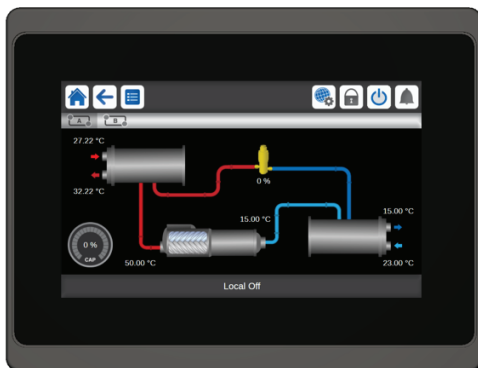 A
B
27.22 °C
32.22 °C
0 %
15.00 °C
15.00 °C
0 %
CAP
50.00 °C
23.00 °C
Local Off